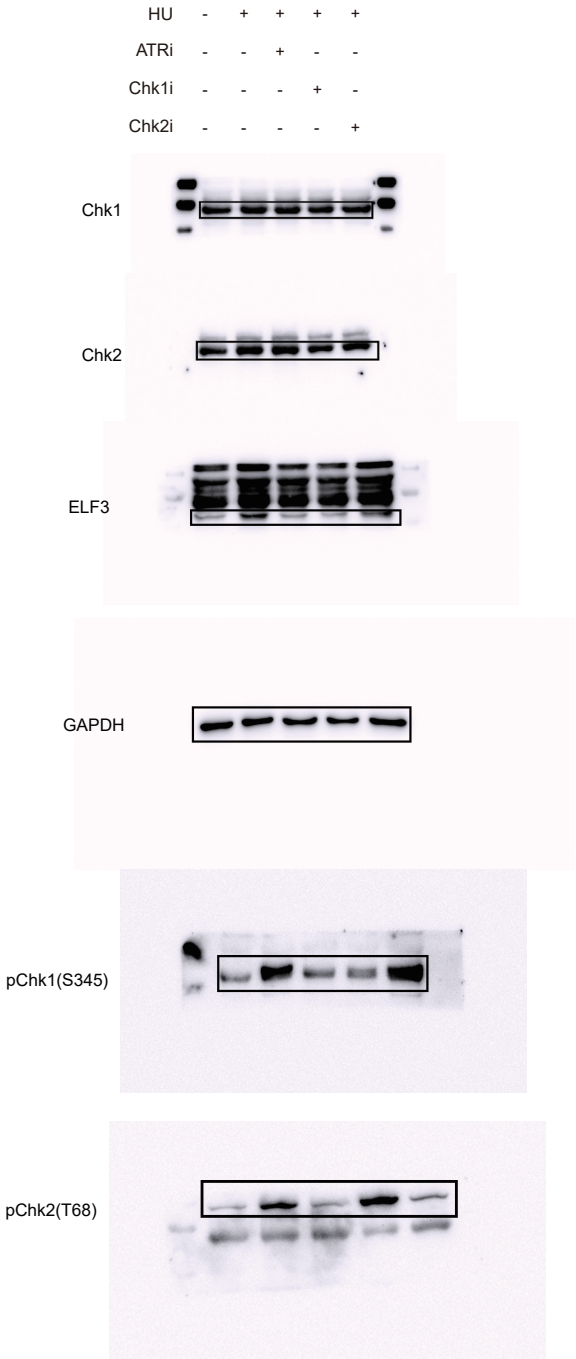 HU - + + + +
ATRi - - + - -
Chk1i - - - + -
Chk2i - - - - +
Chk1
Chk2
ELF3
GAPDH
pChk1(S345)
pChk2(T68)